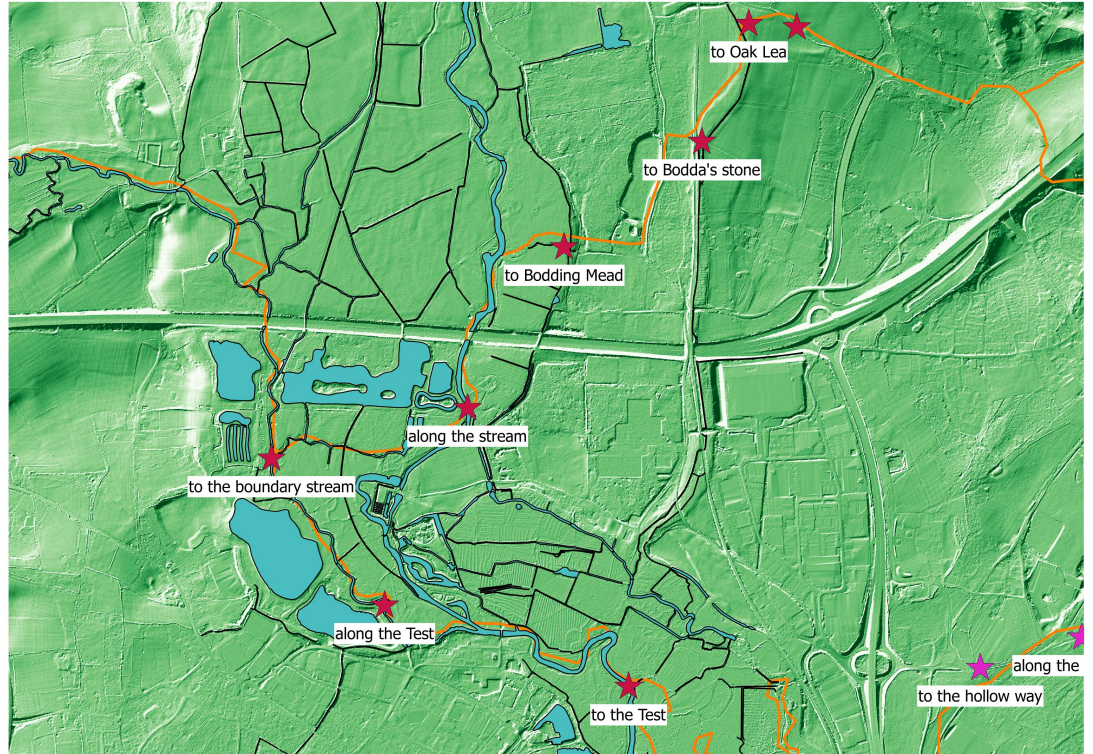 to Oak Lea
to Bodda's stone
to Bodding Mead
along the stream
to the boundary stream
along the Test
along the
to the hollow way
to the Test